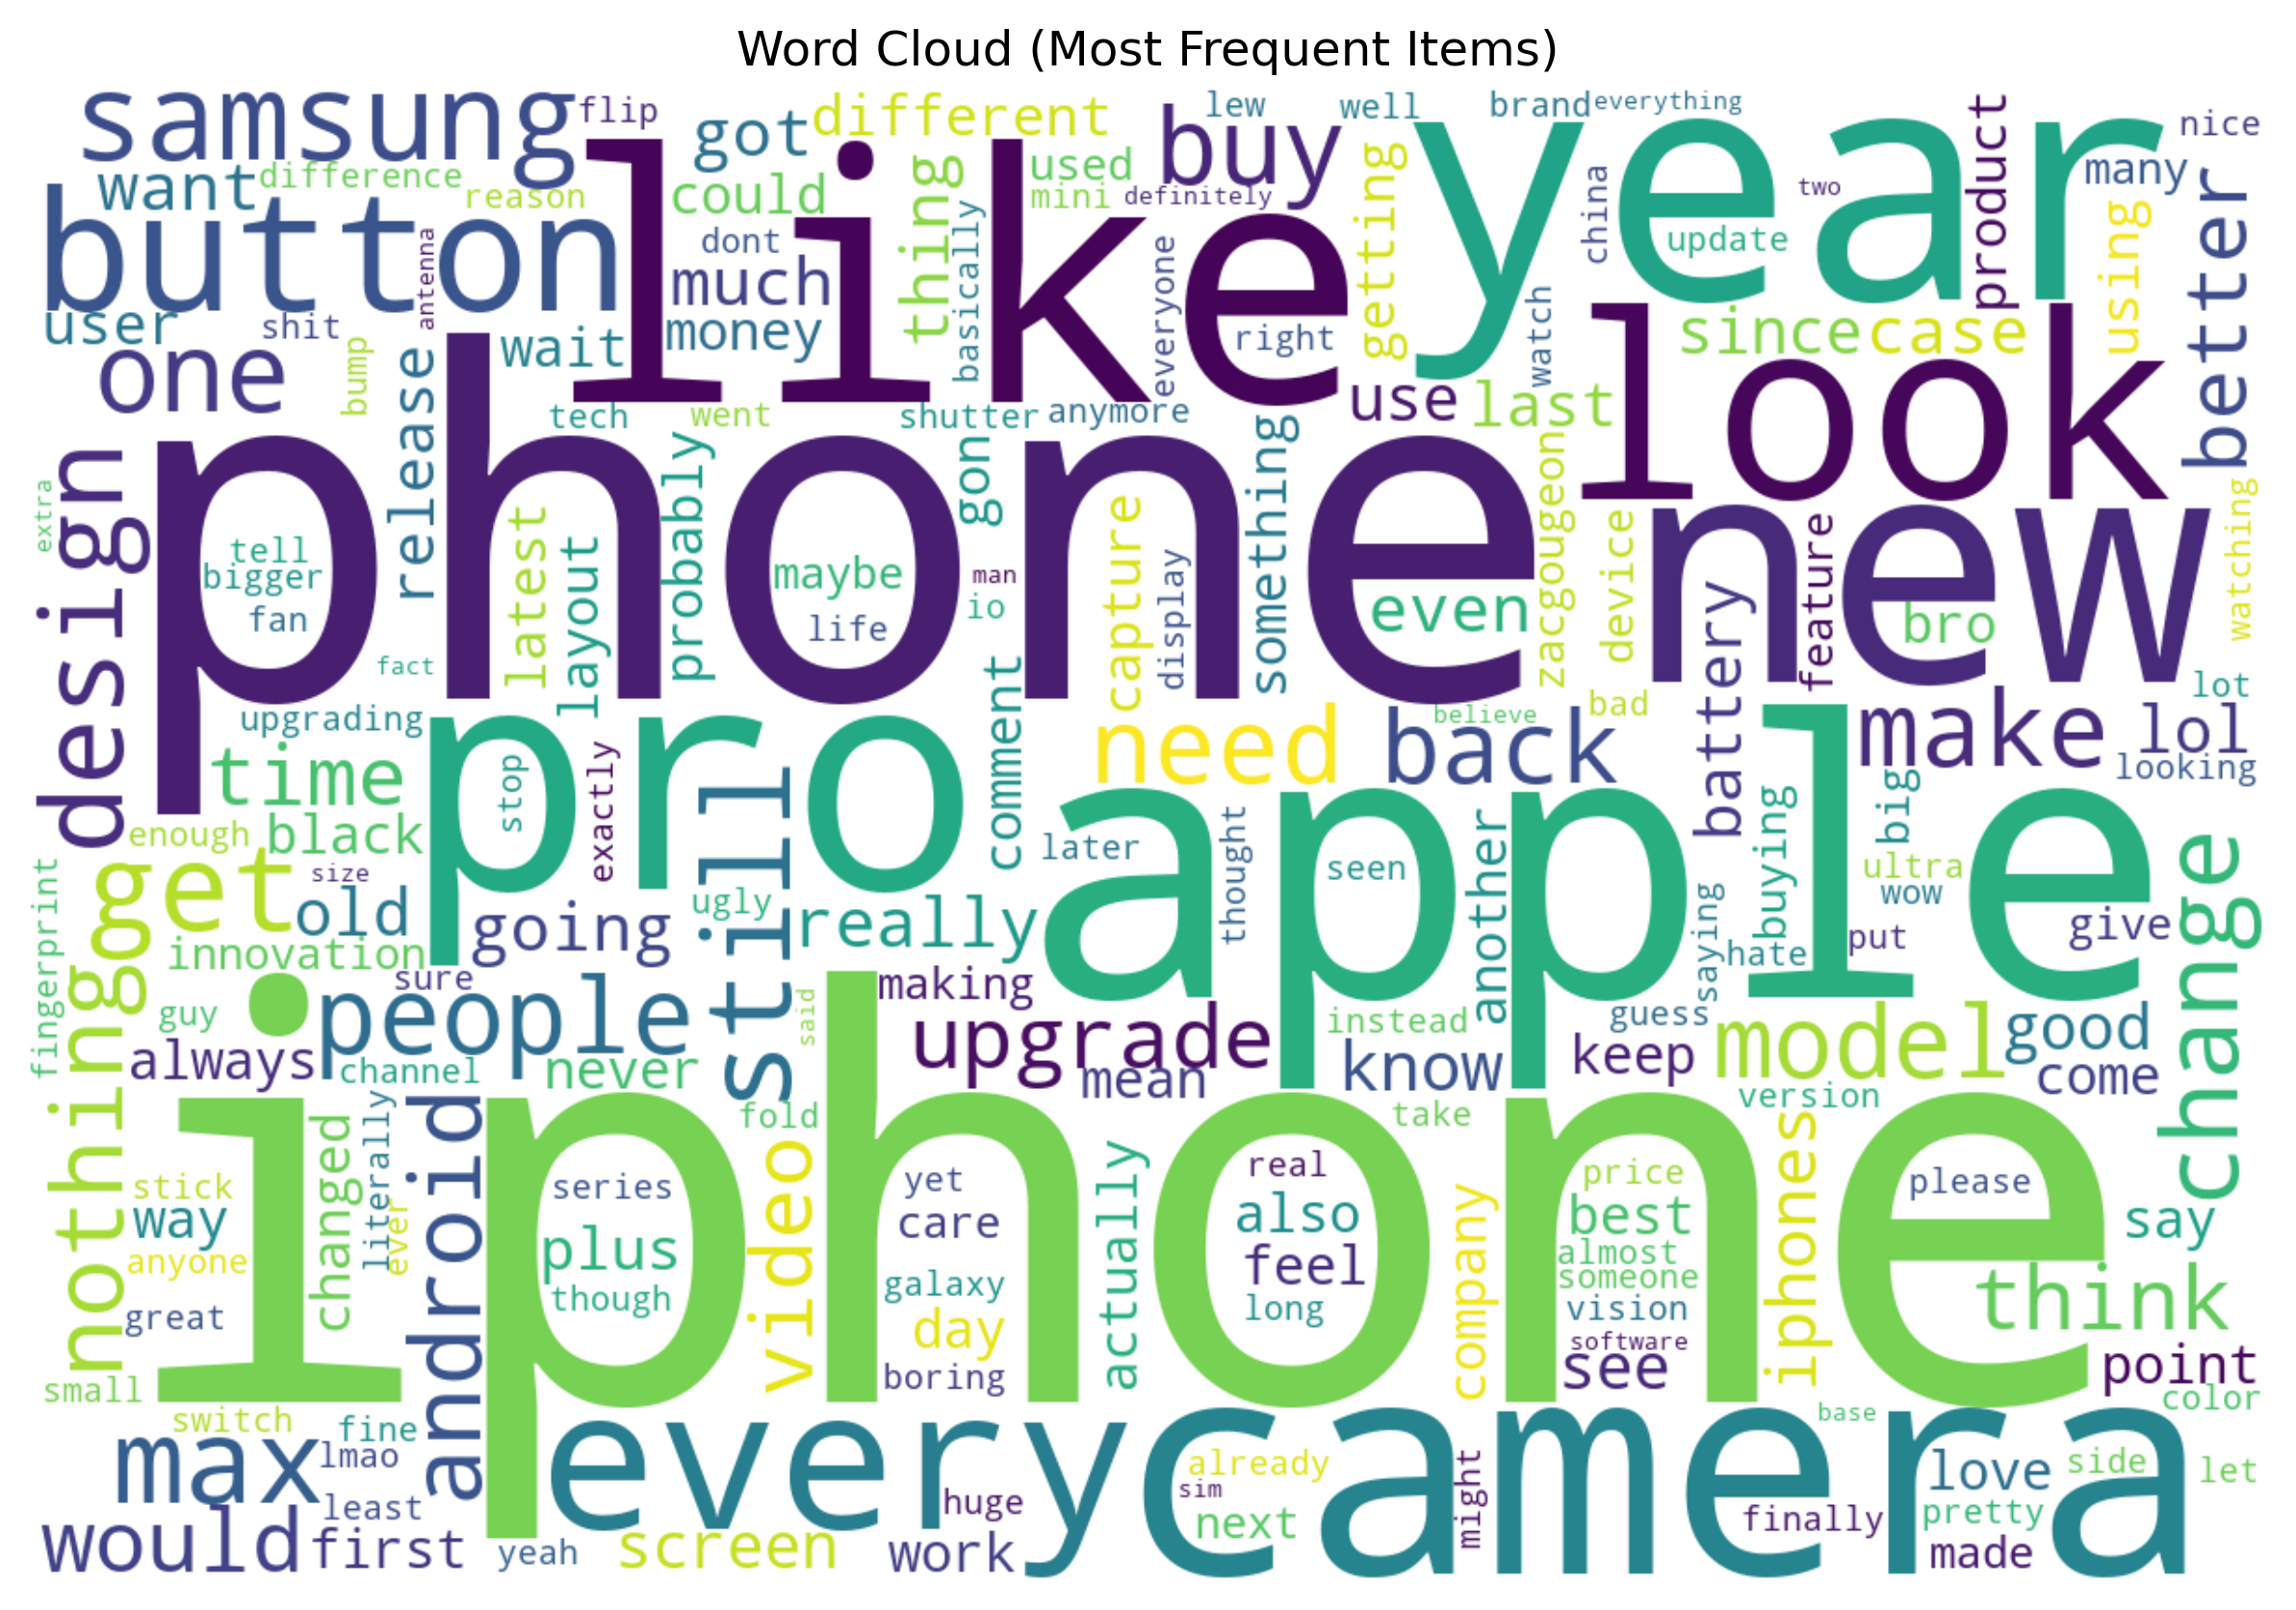 Word Cloud (Most Frequent Items)
samsung
flip
got
different
lew
well
brand
everything
buy
year
product
nice
many
want
difference
reason
could
thing
used
mini
definitely
getting
china
two
update
using
better
button
like
dont
basically
everyone
right
watch
antenna
much
money
user
shit
bump
wait
since
case
one
release
tech
went
shutter
anymore
use
last
look
design
phone
extra
probably
gon
something
zacgougeon
new
watching
tell
bigger
fan
latest
layout
maybe
life
man
io
capture
display
even
device
feature
bro
battery
fact
upgrading
comment
need
back
believe
bad
make
lol
lot
looking
time
pro
stop
exactly
still
apple
buying
big
enough
black
later
thought
seen
another
ultra
wow
change
get
size
old
going
ugly
really
saying
hate
put
give
fingerprint
innovation
sure
making
people
guy
said
upgrade
instead
guess
model
good
always
channel
never
mean
know
keep
come
nothing
iphone
fold
take
version
changed
literally
ever
android
series
video
yet
real
price
please
stick
way
plus
care
also
best
iphones
say
anyone
though
galaxy
feel
actually
company
almost
someone
think
great
day
long
vision
software
boring
see
point
small
color
switch
fine
every
camera
base
max
lmao
already
might
love
side
let
least
huge
sim
next
finally
pretty
would
first
yeah
screen
work
made